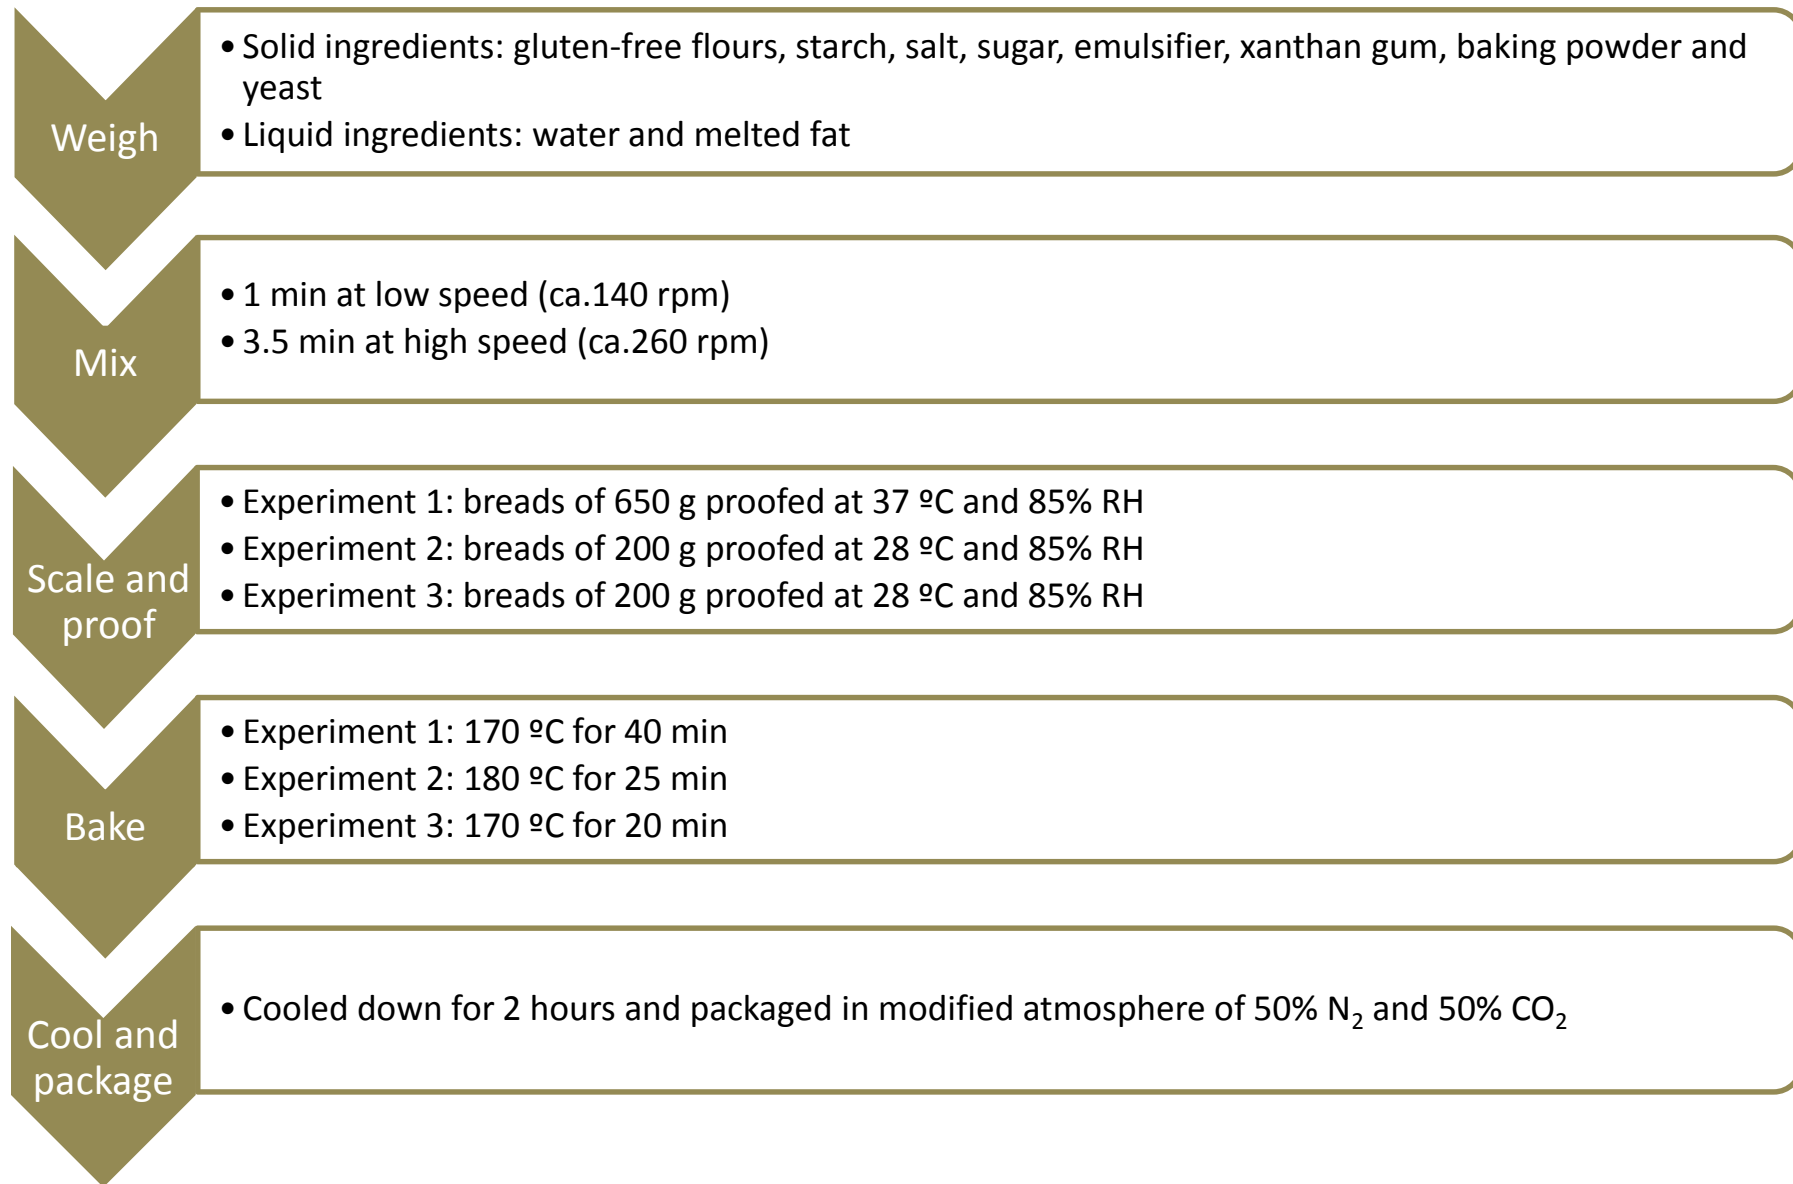 Weigh
• Solid ingredients: gluten-free flours, starch, salt, sugar, emulsifier, xanthan gum, baking powder and
yeast
• Liquid ingredients: water and melted fat
Mix
• 1 min at low speed (ca.140 rpm)
• 3.5 min at high speed (ca.260 rpm)
Scale and
proof
• Experiment 1: breads of 650 g proofed at 37 ºC and 85% RH
• Experiment 2: breads of 200 g proofed at 28 ºC and 85% RH
• Experiment 3: breads of 200 g proofed at 28 ºC and 85% RH
Bake
• Experiment 1: 170 ºC for 40 min
• Experiment 2: 180 ºC for 25 min
• Experiment 3: 170 ºC for 20 min
Cool and
package
• Cooled down for 2 hours and packaged in modified atmosphere of 50% N₂ and 50% CO₂